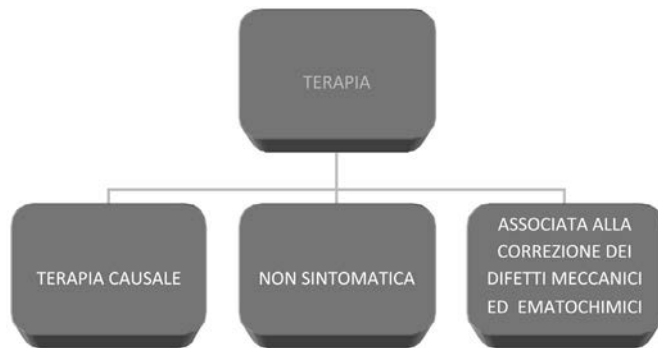 TERAPIA
TERAPIA CAUSALE
NON SINTOMATICA
ASSOCIATA ALLA
CORREZIONE DEI
DIFETTI MECCANICI
ED EMATOCHIMICI